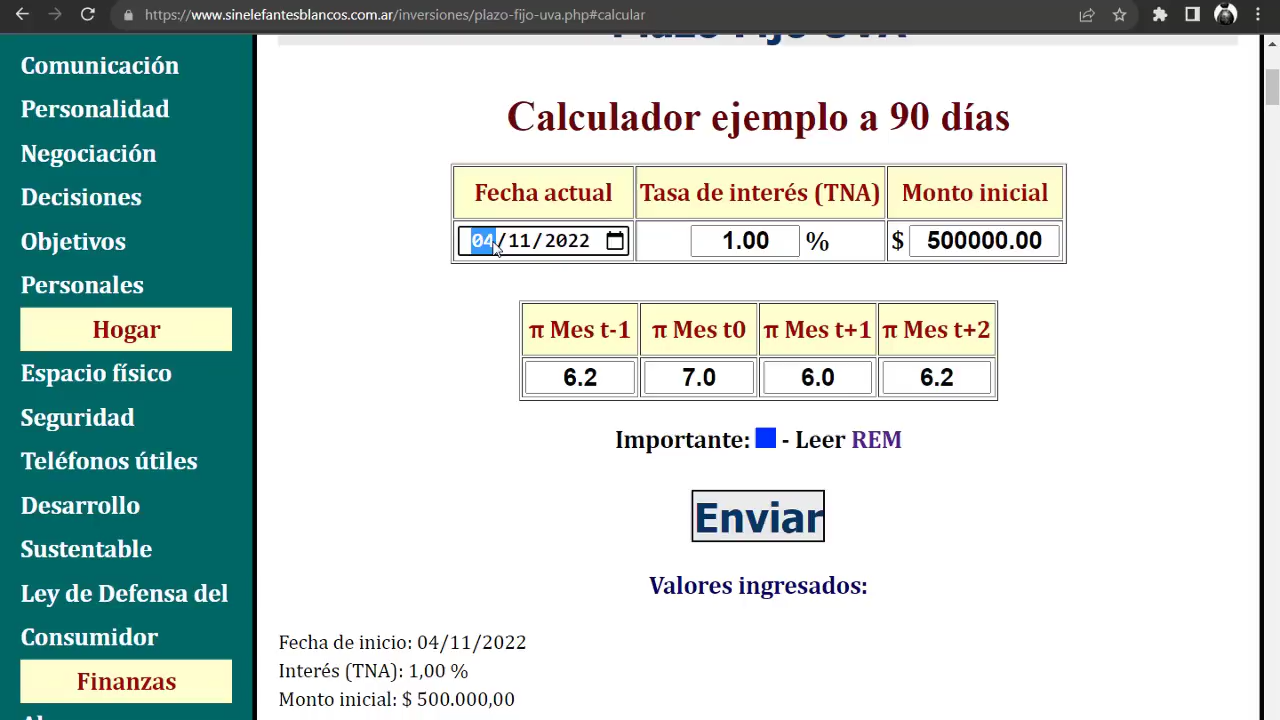 https://www.sinelefantesblancos.com.ar/inversiones/plazo-fijo-uva.php#calcular
Plazo Fijo UVA
Comunicación
Personalidad
Negociación
Decisiones
Objetivos
Personales
Hogar
Espacio físico
Seguridad
Teléfonos útiles
Desarrollo
Sustentable
Ley de Defensa del
Consumidor
Finanzas
Calculador ejemplo a 90 días
Fecha actual Tasa de interés (TNA) Monto inicial
04/11/2022 1.00 % $ 500000.00
π Mes t-1 π Mes t0 π Mes t+1 π Mes t+2
6.2 7.0 6.0 6.2
Importante: - Leer REM
Enviar
Valores ingresados:
Fecha de inicio: 04/11/2022
Interés (TNA): 1,00 %
Monto inicial: $ 500.000,00